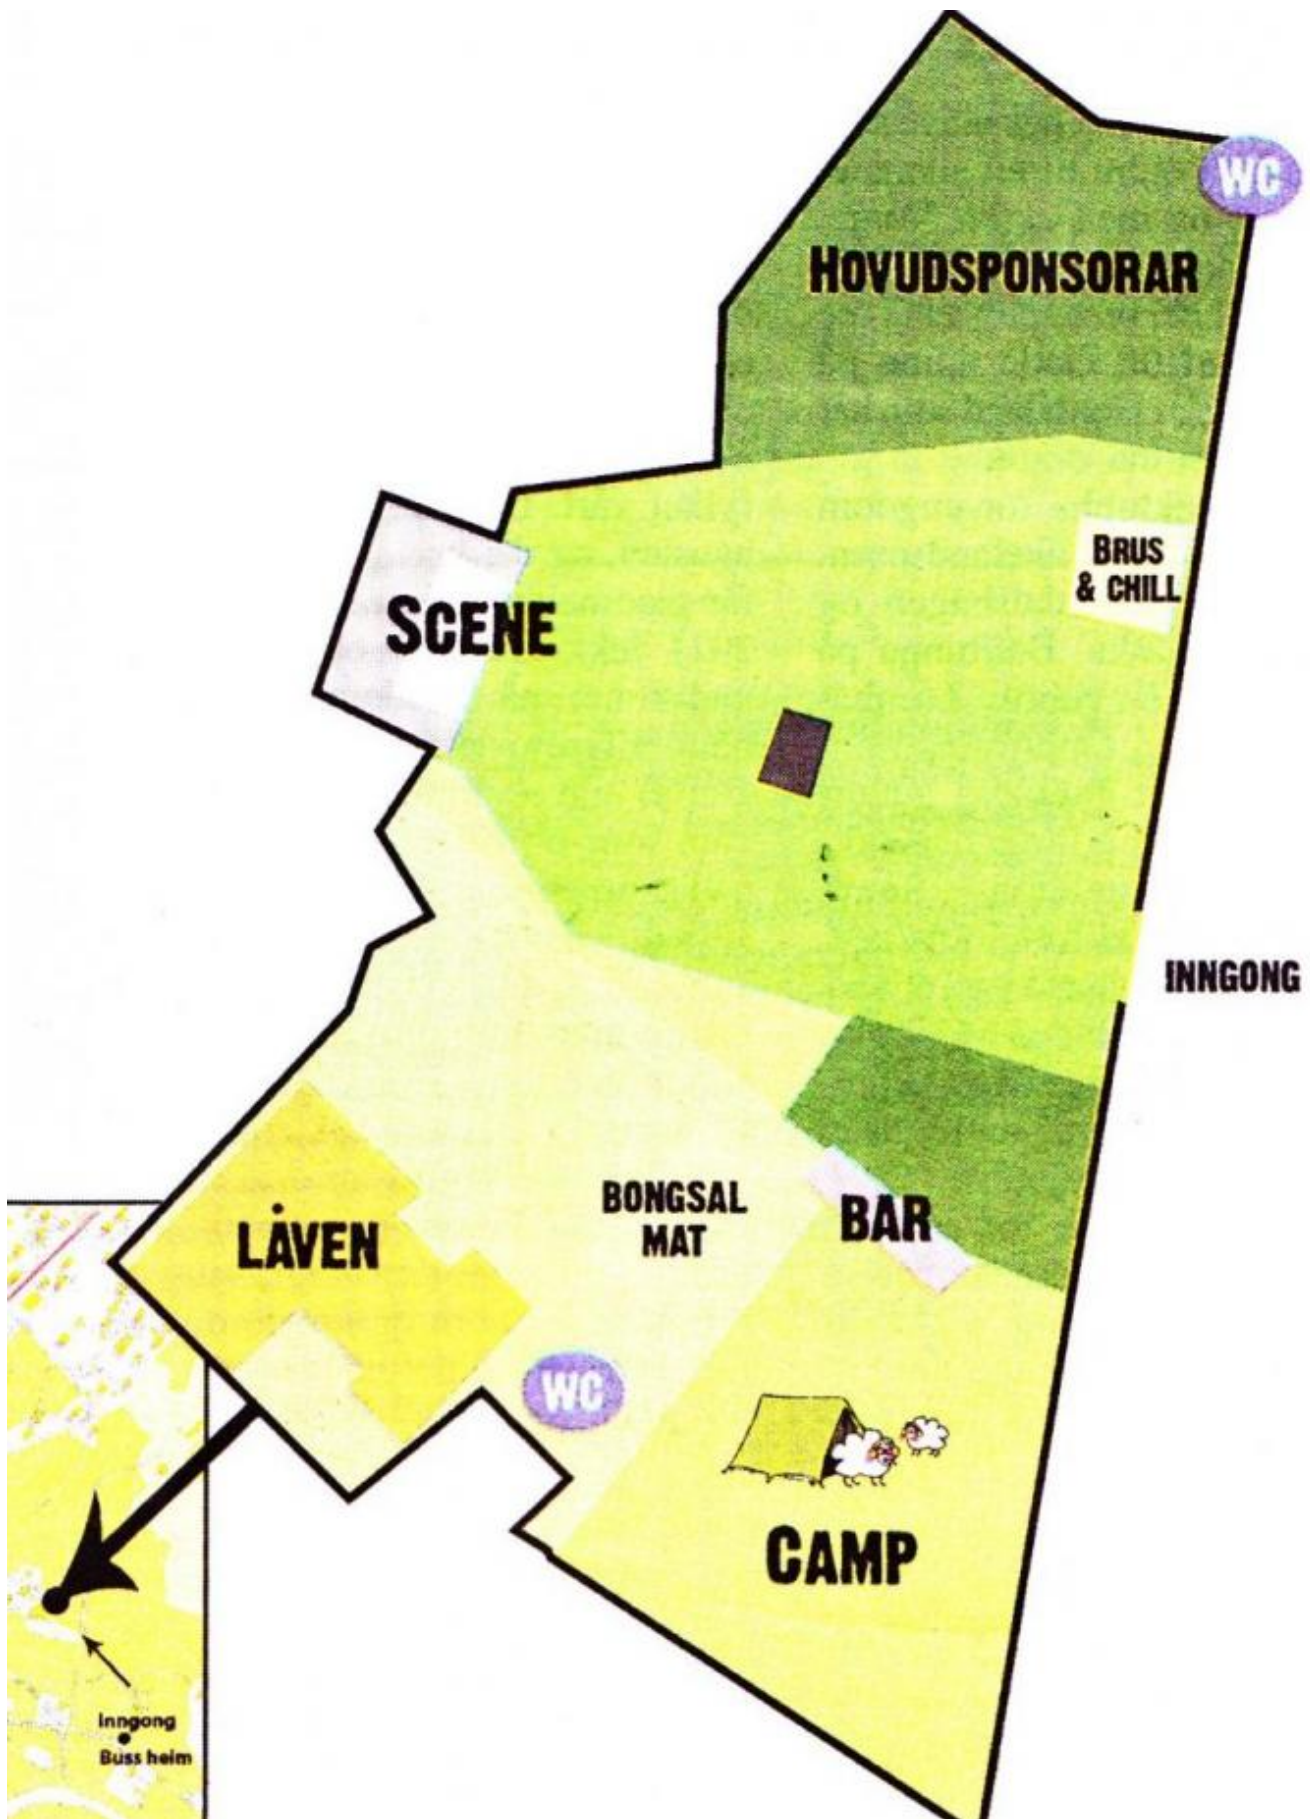 WC
HOVUDSPONSORAR
BRUS
& CHILL
SCENE
INNGONG
BONGSAL
MAT
BAR
LÅVEN
WC
CAMP
Inngong
Buss heim